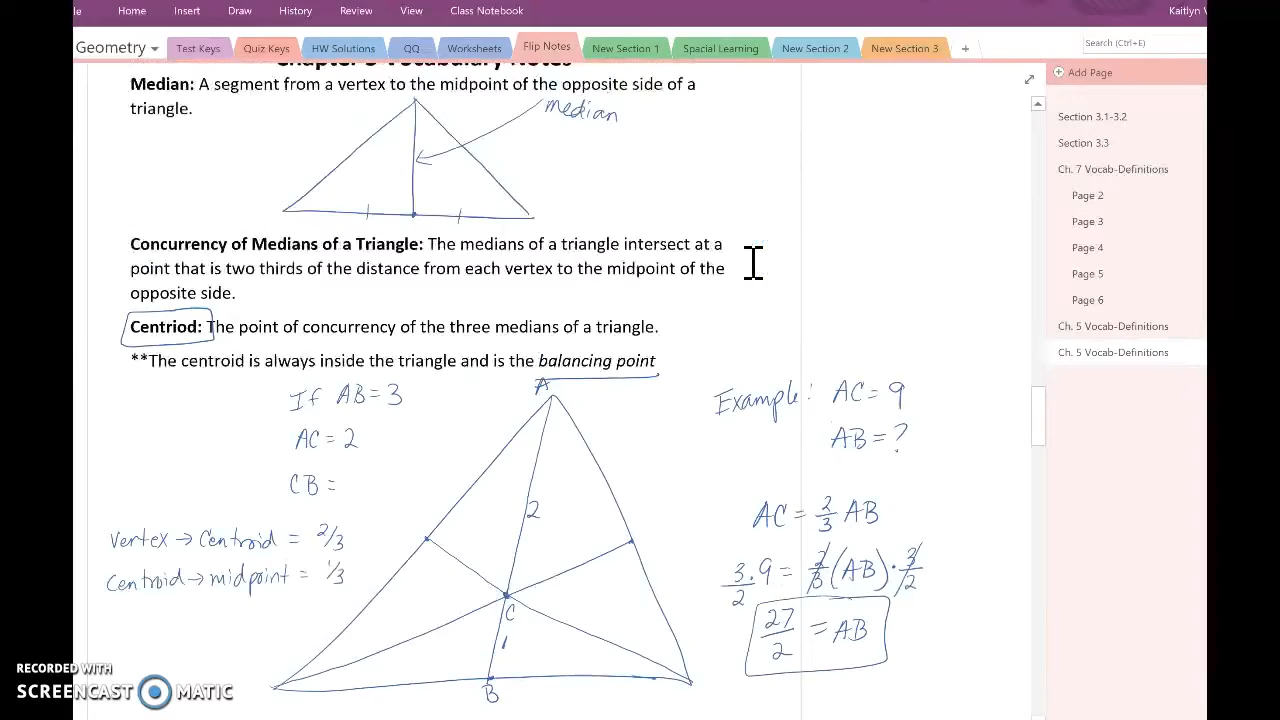 le Home Insert Draw History Review View Class Notebook Kaitlyn V
Geometry Test Keys Quiz Keys HW Solutions QQ Worksheets Flip Notes New Section 1 Spacial Learning New Section 2 New Section 3 + Search (Ctrl+E)
Vocabulary Notes
Median: A segment from a vertex to the midpoint of the opposite side of a
triangle.
median
Concurrency of Medians of a Triangle: The medians of a triangle intersect at a
point that is two thirds of the distance from each vertex to the midpoint of the
opposite side.
Centriod: The point of concurrency of the three medians of a triangle.
**The centroid is always inside the triangle and is the balancing point
If AB = 3
AC = 2
CB =
Vertex → Centroid = 2/3
Centroid → midpoint = 1/3
A
2
C
1
B
Example: AC = 9
AB = ?
AC = 2/3 AB
3/2 · 9 = 2/3 (AB) · 3/2
27/2 = AB
Add Page
Section 3.1-3.2
Section 3.3
Ch. 7 Vocab-Definitions
Page 2
Page 3
Page 4
Page 5
Page 6
Ch. 5 Vocab-Definitions
Ch. 5 Vocab-Definitions
RECORDED WITH
SCREENCAST MATIC